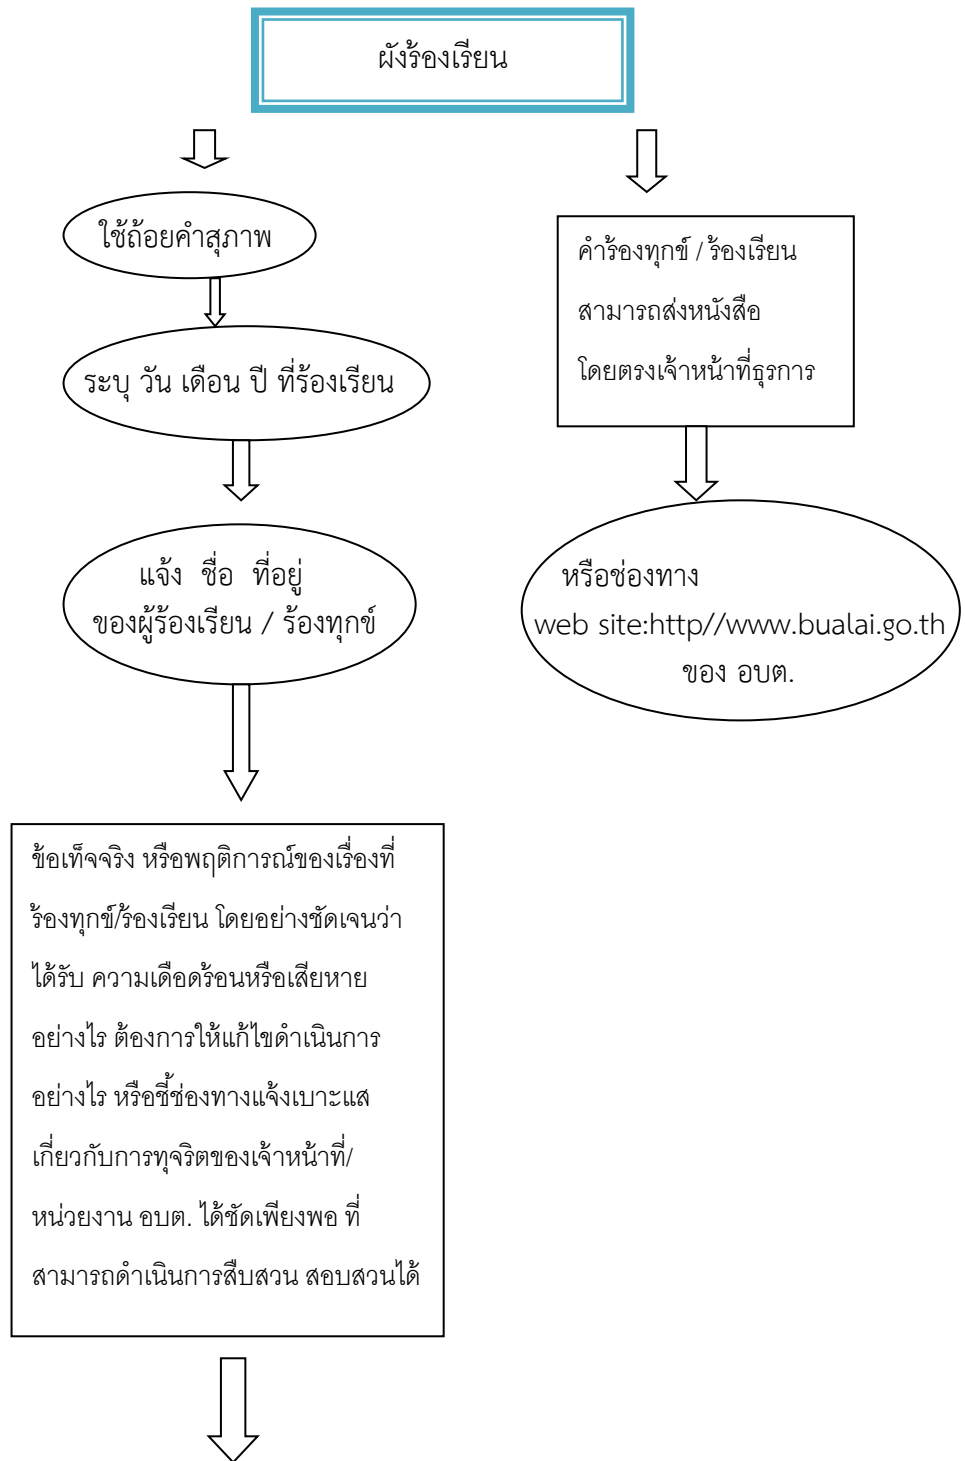 ผังร้องเรียน
ใช้ถ้อยคำสุภาพ
ระบุ วัน เดือน ปี ที่ร้องเรียน
แจ้ง ชื่อ ที่อยู่
ของผู้ร้องเรียน / ร้องทุกข์
ข้อเท็จจริง หรือพฤติการณ์ของเรื่องที่
ร้องทุกข์/ร้องเรียน โดยอย่างชัดเจนว่า
ได้รับ ความเดือดร้อนหรือเสียหาย
อย่างไร ต้องการให้แก้ไขดำเนินการ
อย่างไร หรือชี้ช่องทางแจ้งเบาะแส
เกี่ยวกับการทุจริตของเจ้าหน้าที่/
หน่วยงาน อบต. ได้ชัดเพียงพอ ที่
สามารถดำเนินการสืบสวน สอบสวนได้
คำร้องทุกข์ / ร้องเรียน
สามารถส่งหนังสือ
โดยตรงเจ้าหน้าที่ธุรการ
หรือช่องทาง
web site:http//www.bualai.go.th
ของ อบต.